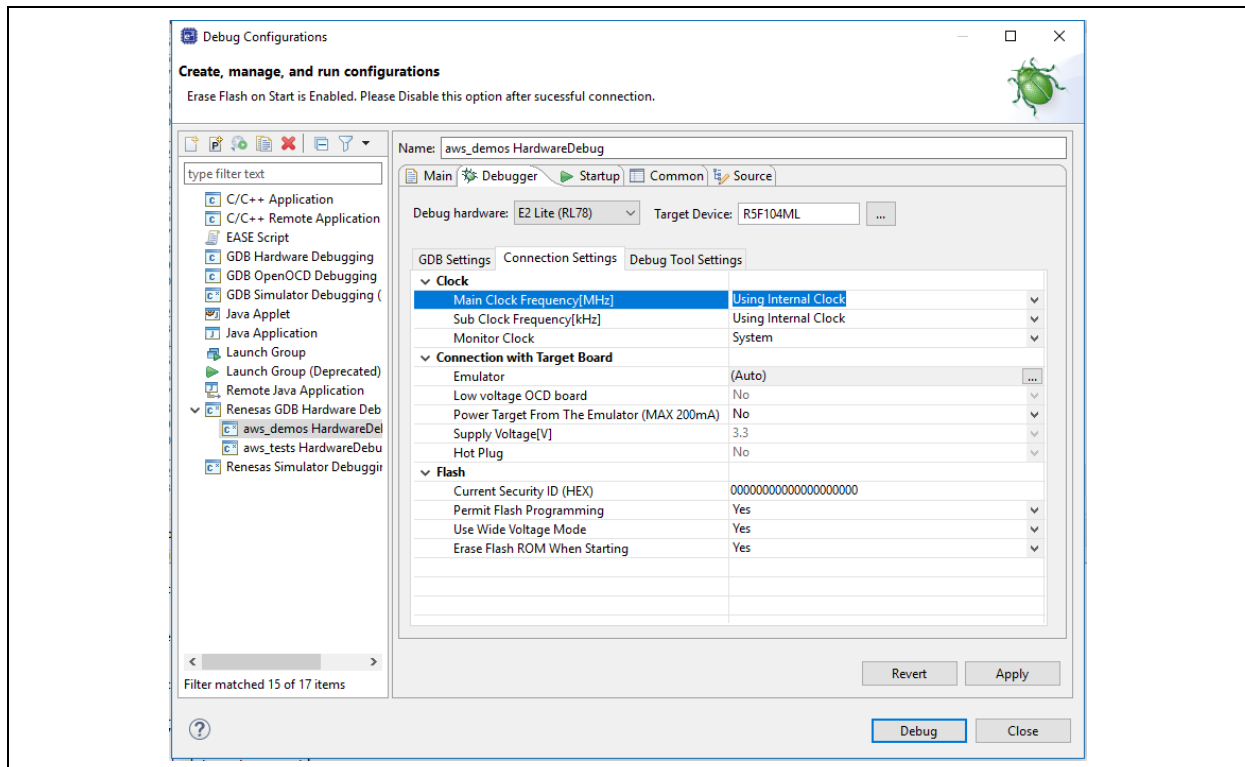 Debug Configurations
Create, manage, and run configurations
Erase Flash on Start is Enabled. Please Disable this option after sucessful connection.
type filter text
C/C++ Application
C/C++ Remote Application
EASE Script
GDB Hardware Debugging
GDB OpenOCD Debugging
GDB Simulator Debugging (
Java Applet
Java Application
Launch Group
Launch Group (Deprecated)
Remote Java Application
Renesas GDB Hardware Deb
aws_demos HardwareDel
aws_tests HardwareDebu
Renesas Simulator Debuggin
Filter matched 15 of 17 items
Name: aws_demos HardwareDebug
Main Debugger Startup Common Source
Debug hardware: E2 Lite (RL78) Target Device: R5F104ML ...
GDB Settings Connection Settings Debug Tool Settings
Clock
Main Clock Frequency[MHz] Using Internal Clock
Sub Clock Frequency[kHz] Using Internal Clock
Monitor Clock System
Connection with Target Board
Emulator (Auto) ...
Low voltage OCD board No
Power Target From The Emulator (MAX 200mA) No
Supply Voltage[V] 3.3
Hot Plug No
Flash
Current Security ID (HEX) 00000000000000000000
Permit Flash Programming Yes
Use Wide Voltage Mode Yes
Erase Flash ROM When Starting Yes
Revert Apply
Debug Close